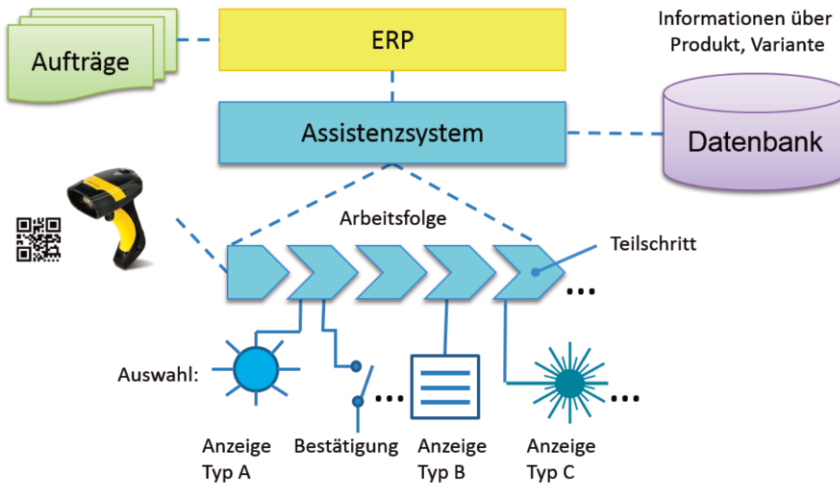 Aufträge
ERP
Informationen über
Produkt, Variante
Assistenzsystem
Datenbank
Arbeitsfolge
Teilschritt
...
Auswahl:
...
...
Anzeige
Typ A
Bestätigung
Anzeige
Typ B
Anzeige
Typ C